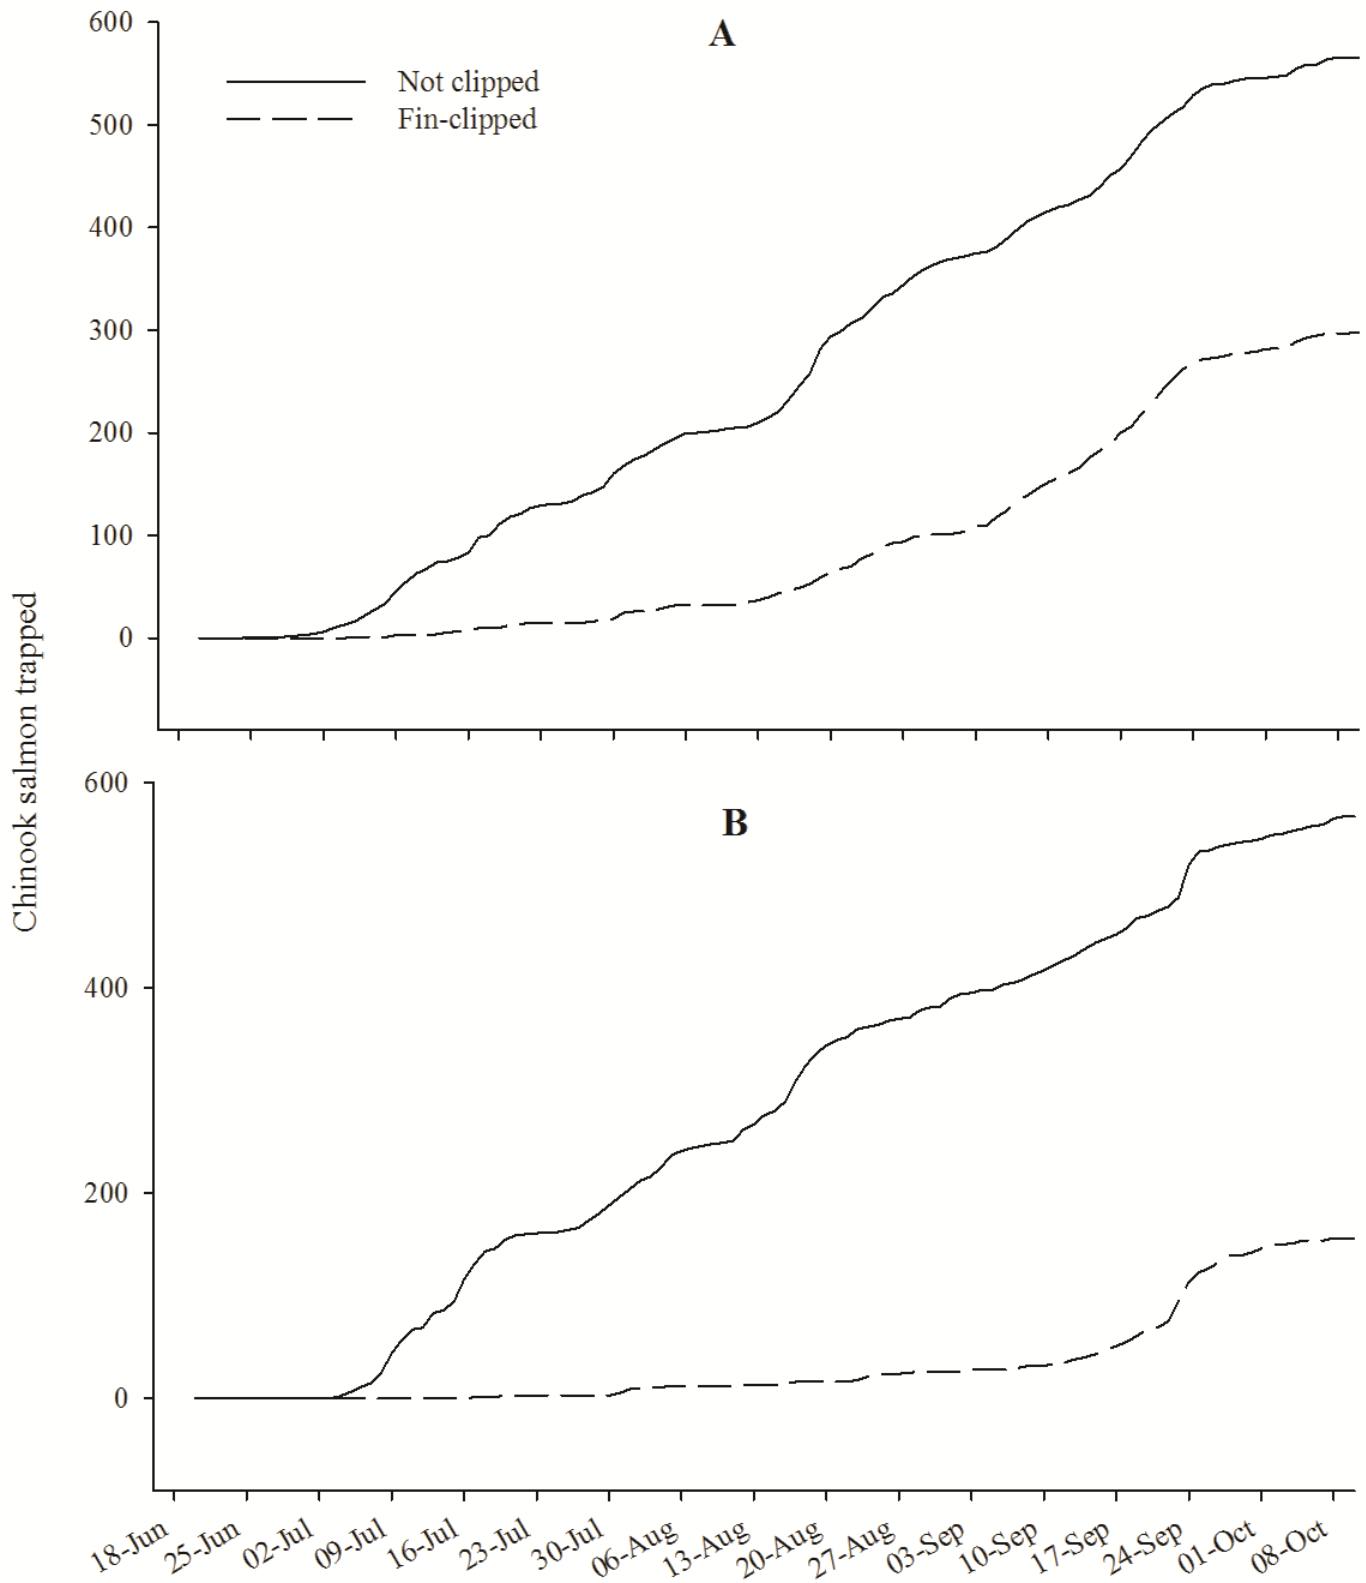 A
600
500
400
300
200
100
0
Not clipped
Fin-clipped
Chinook salmon trapped
B
600
400
200
0
18-Jun
25-Jun
02-Jul
09-Jul
16-Jul
23-Jul
30-Jul
06-Aug
13-Aug
20-Aug
27-Aug
03-Sep
10-Sep
17-Sep
24-Sep
01-Oct
08-Oct